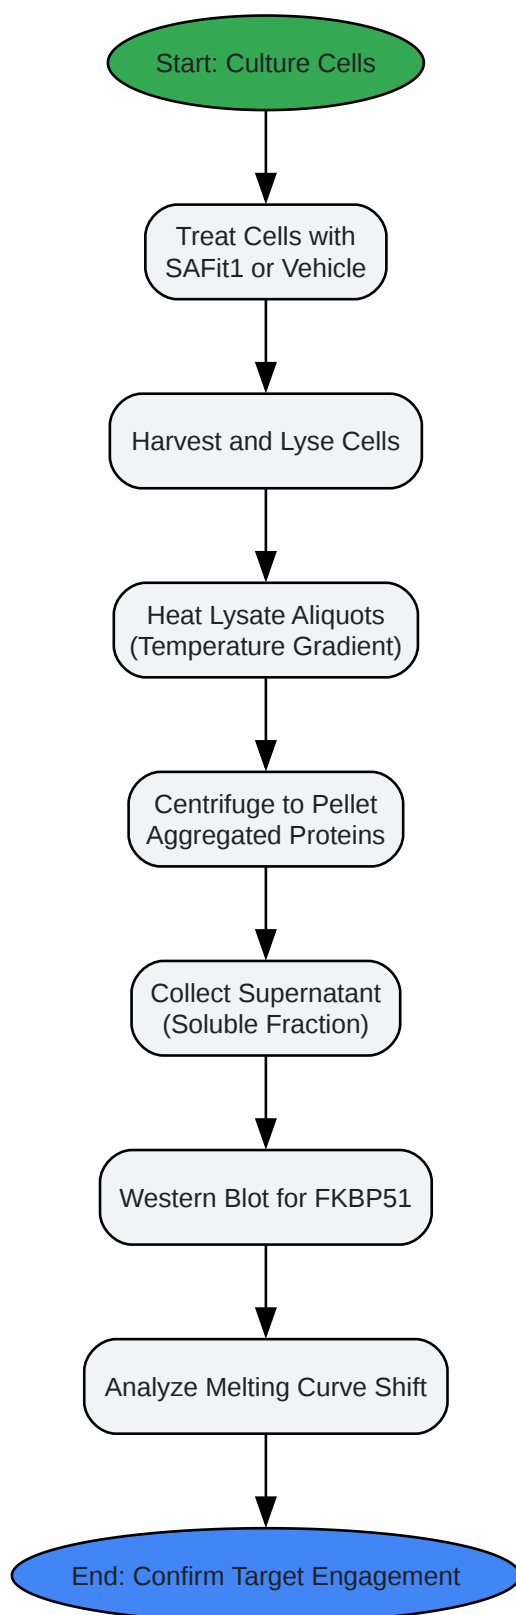 Start: Culture Cells
Treat Cells with
SAFit1 or Vehicle
Harvest and Lyse Cells
Heat Lysate Aliquots
(Temperature Gradient)
Centrifuge to Pellet
Aggregated Proteins
Collect Supernatant
(Soluble Fraction)
Western Blot for FKBP51
Analyze Melting Curve Shift
End: Confirm Target Engagement